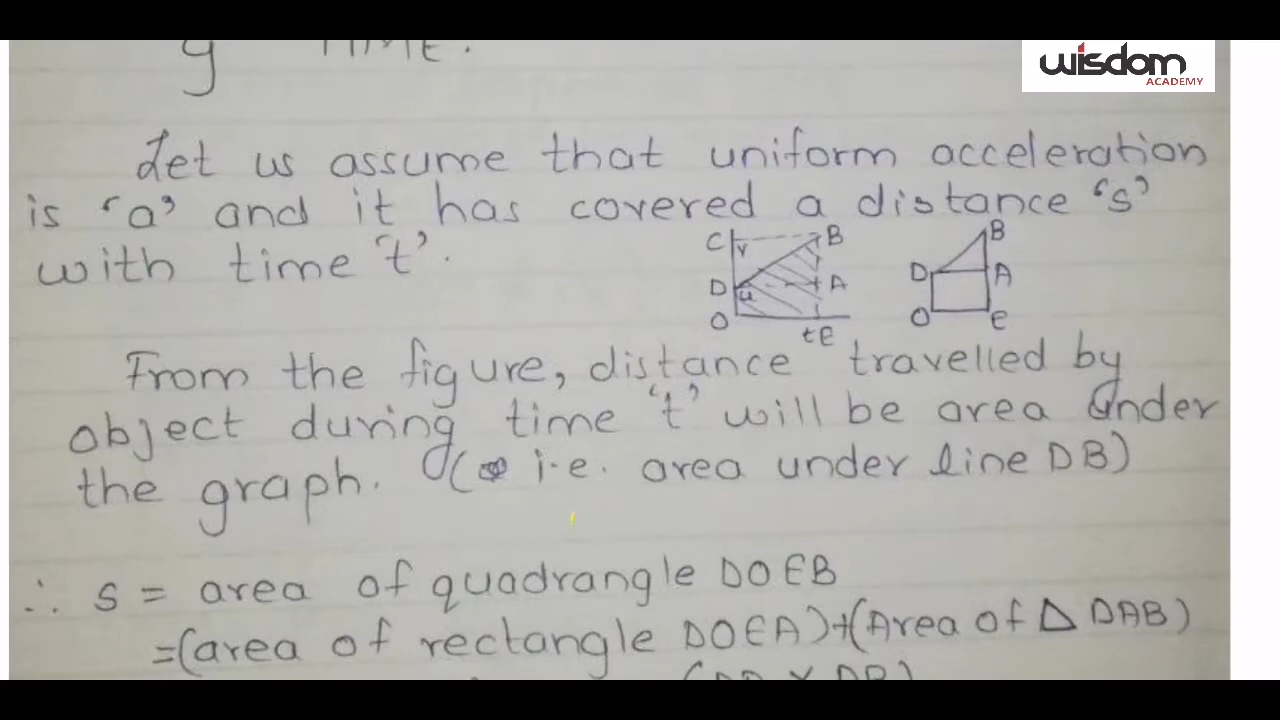 wisdom
ACADEMY
y TIME.
Let us assume that uniform acceleration
is 'a' and it has covered a distance 's'
with time 't'.
C V B
D u A
O t E
B
D A
O E
From the figure, distance travelled by
object during time 't' will be area under
the graph. (i.e. area under line DB)
∴ s = area of quadrangle DOEB
=(area of rectangle DOEA)+(Area of △ DAB)